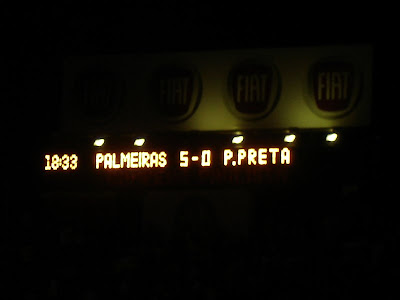 FIAT FIAT FIAT FIAT
18:33 PALMEIRAS 5-0 P.PRETA